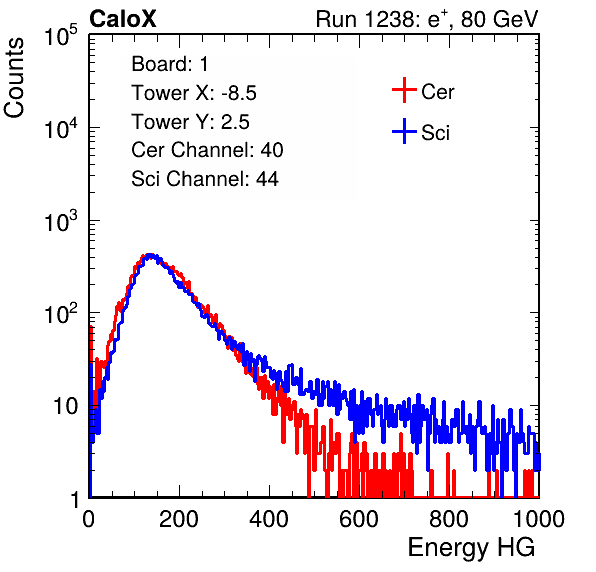 CaloX Run 1238: e⁺, 80 GeV
Counts
10⁵
10⁴
10³
10²
10
1
Board: 1
Tower X: -8.5
Tower Y: 2.5
Cer Channel: 40
Sci Channel: 44
Cer
Sci
0 200 400 600 800 1000
Energy HG